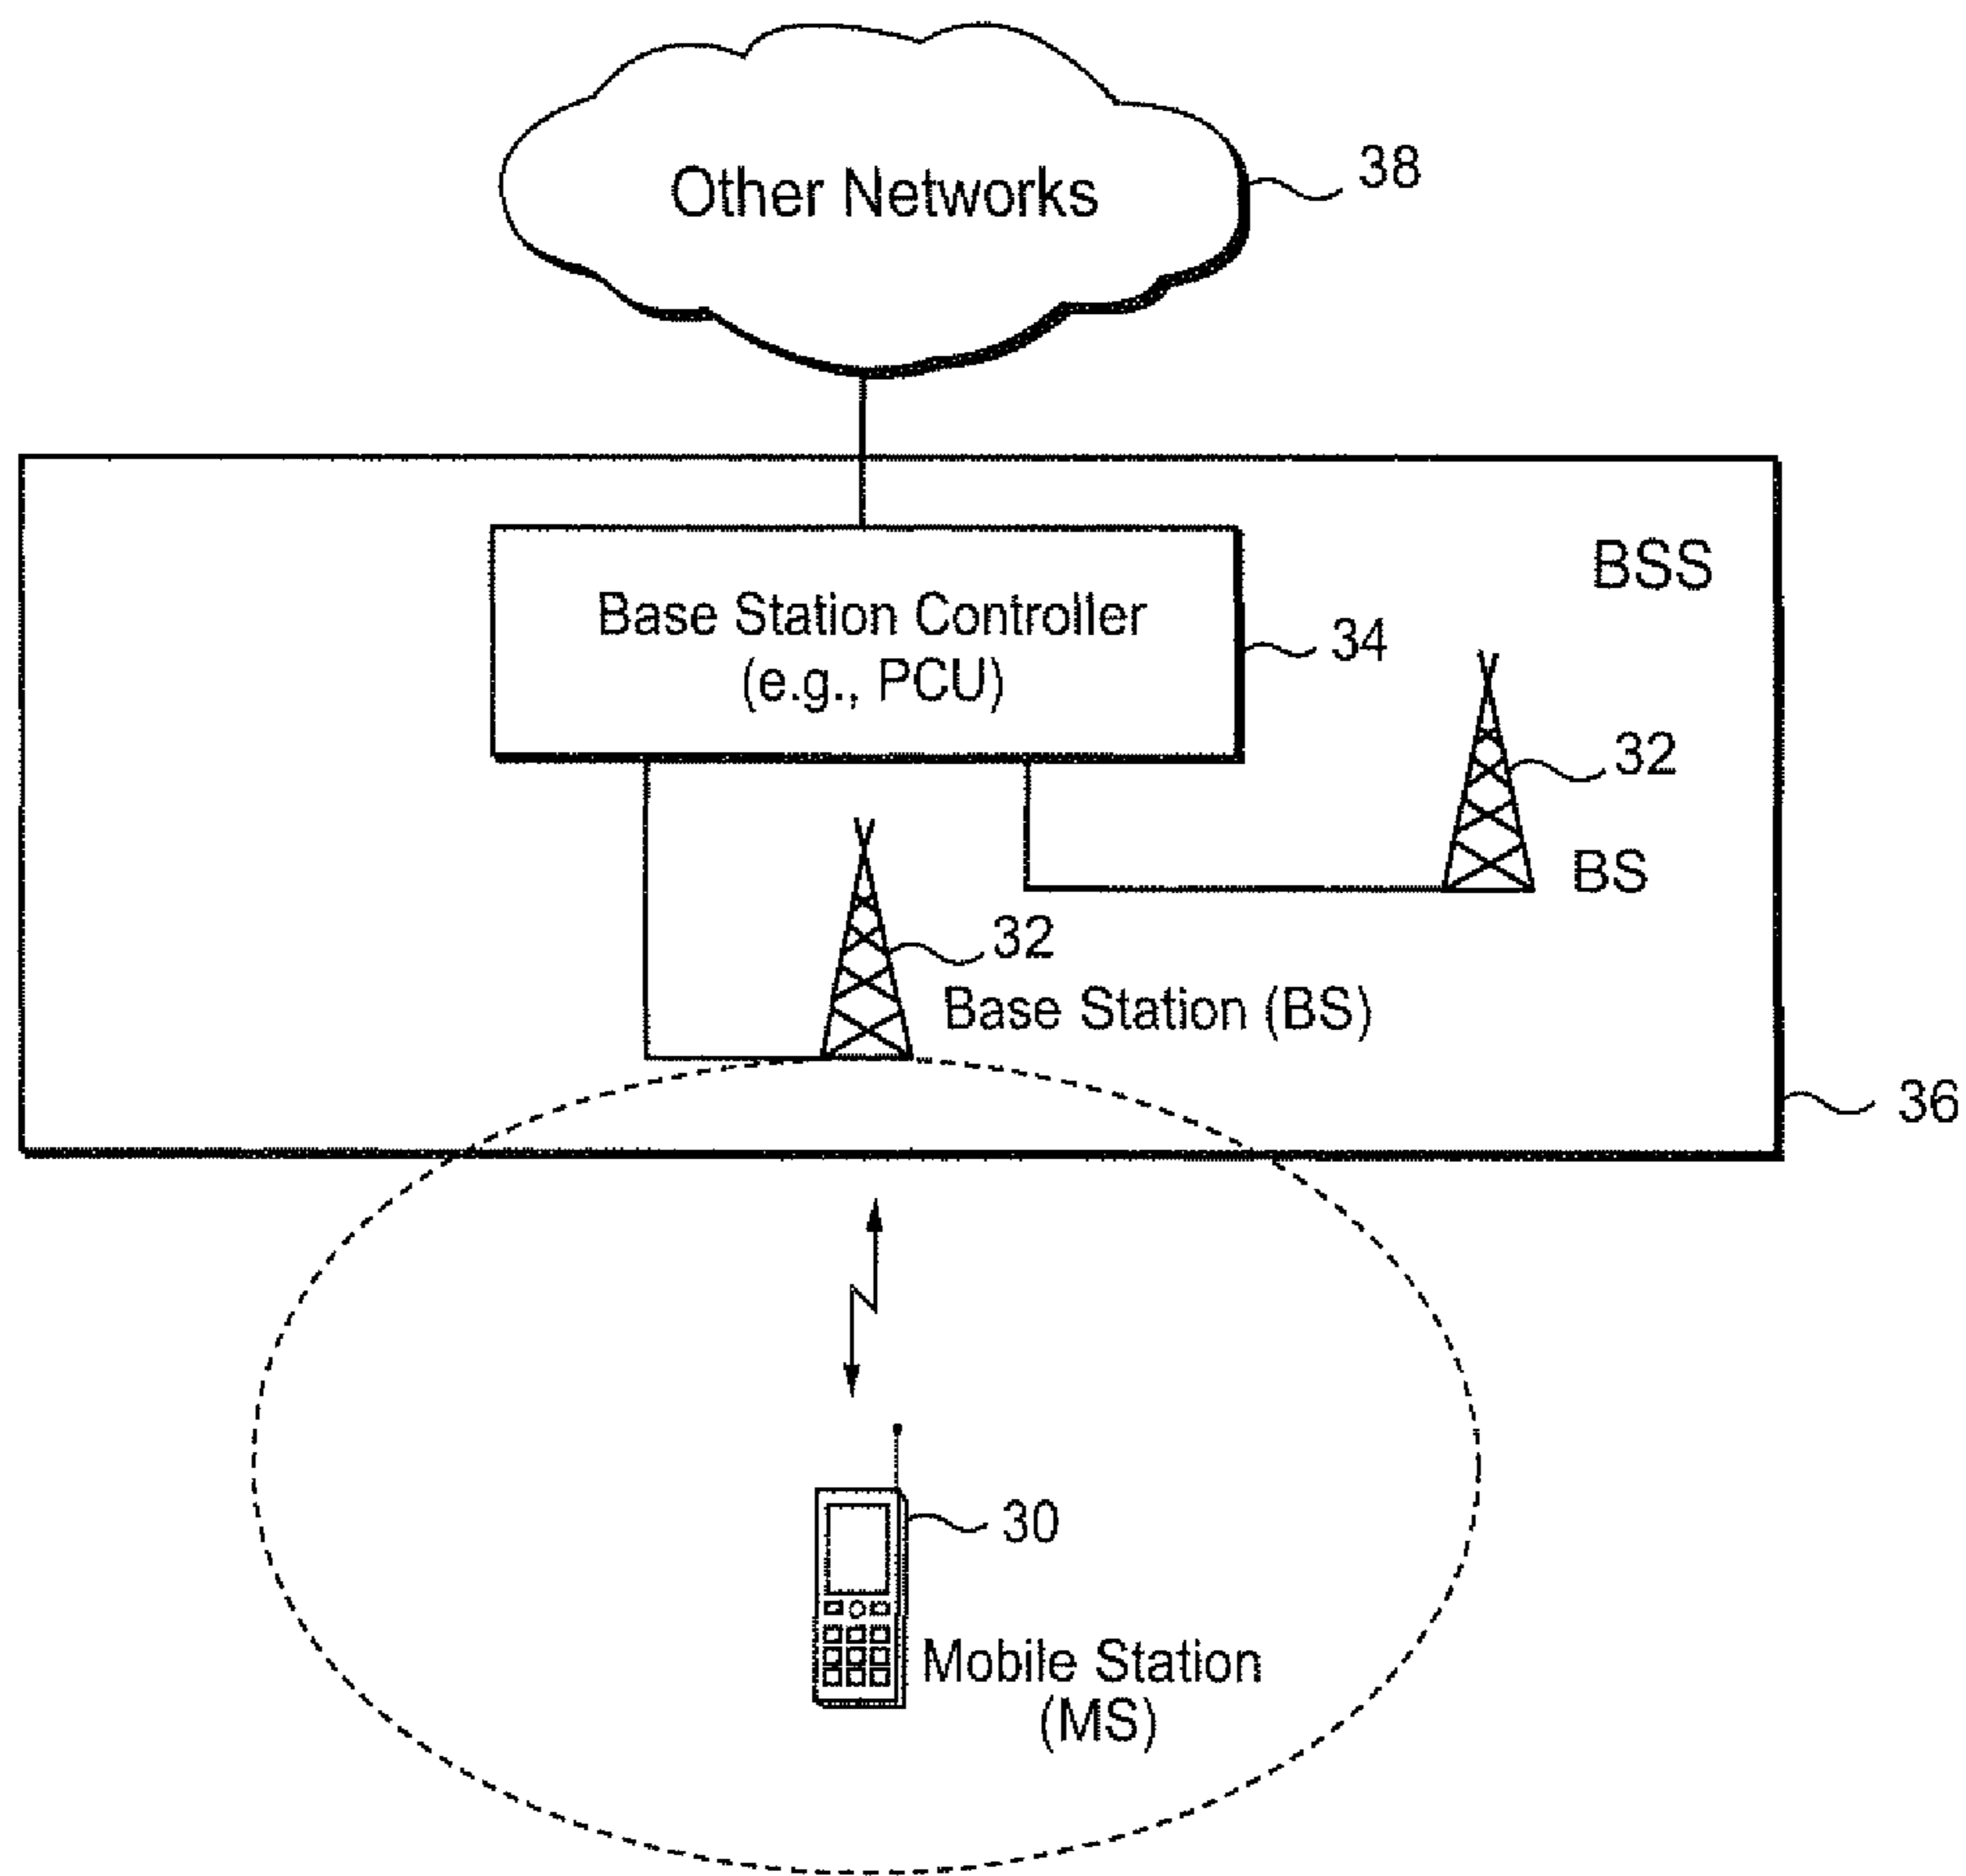 Other Networks
38
BSS
Base Station Controller
(e.g., PCU)
34
32
BS
32
Base Station (BS)
36
30
Mobile Station
(MS)